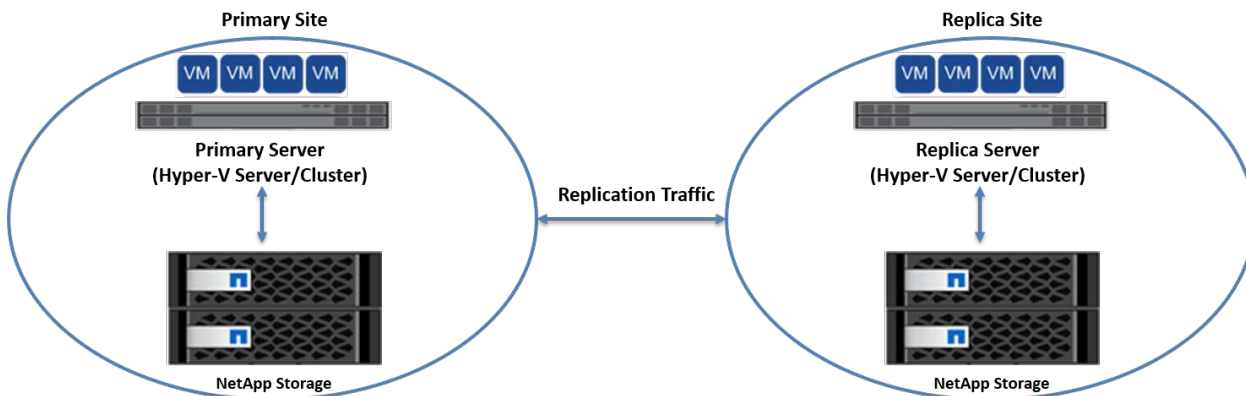 Primary Site
VM VM VM VM
Primary Server
(Hyper-V Server/Cluster)
NetApp Storage
Replication Traffic
Replica Site
VM VM VM VM
Replica Server
(Hyper-V Server/Cluster)
NetApp Storage